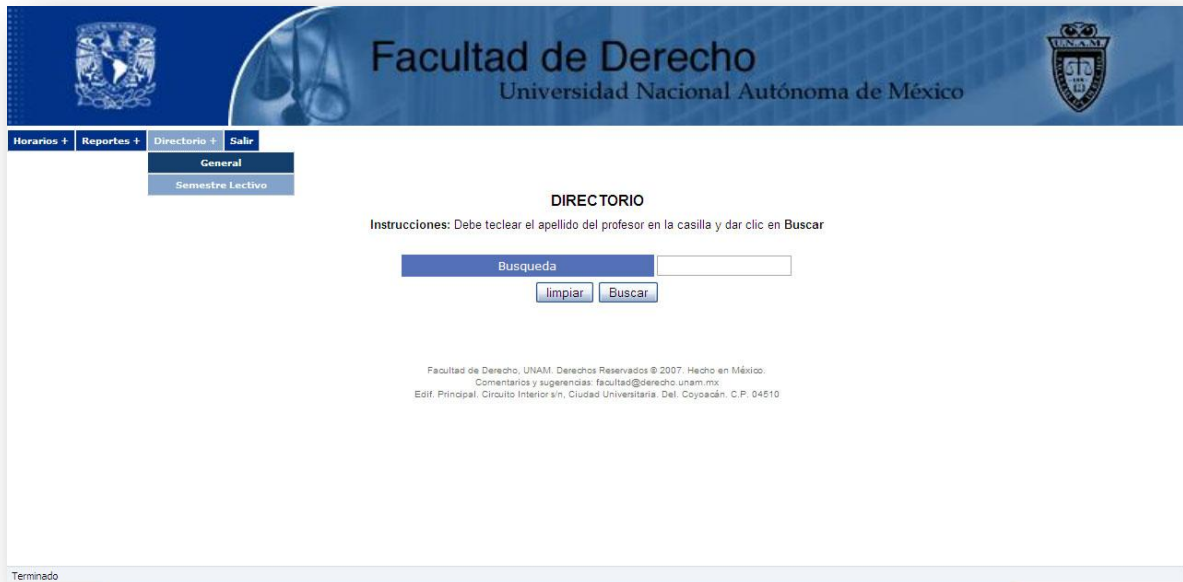 Facultad de Derecho
Universidad Nacional Autónoma de México
U.N.A.M.
Horarios + Reportes + Directorio + Salir
General
Semestre Lectivo
DIRECTORIO
Instrucciones: Debe teclear el apellido del profesor en la casilla y dar clic en Buscar
Busqueda
limpiar Buscar
Facultad de Derecho, UNAM. Derechos Reservados © 2007. Hecho en México.
Comentarios y sugerencias: facultad@derecho.unam.mx
Edif. Principal. Circuito Interior s/n, Ciudad Universitaria. Del. Coyoacán. C.P. 04510
Terminado